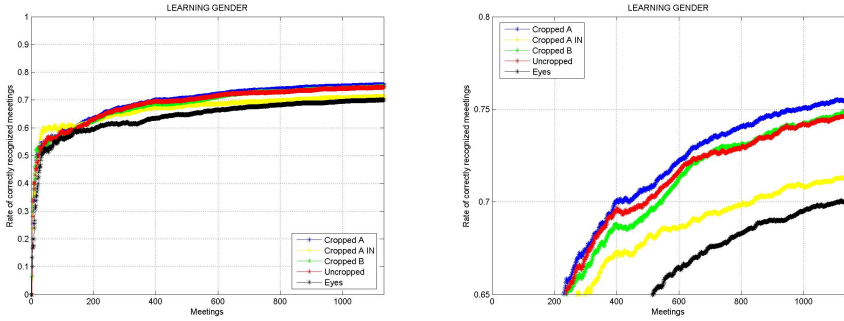 LEARNING GENDER
Rate of correctly recognized meeetings
1
0.9
0.8
0.7
0.6
0.5
0.4
0.3
0.2
0.1
0
0
200
400
600
800
1000
Meetings
Cropped A
Cropped A IN
Cropped B
Uncropped
Eyes
LEARNING GENDER
Rate of correctly recognized meeetings
0.8
0.75
0.7
0.65
0
200
400
600
800
1000
Meetings
Cropped A
Cropped A IN
Cropped B
Uncropped
Eyes